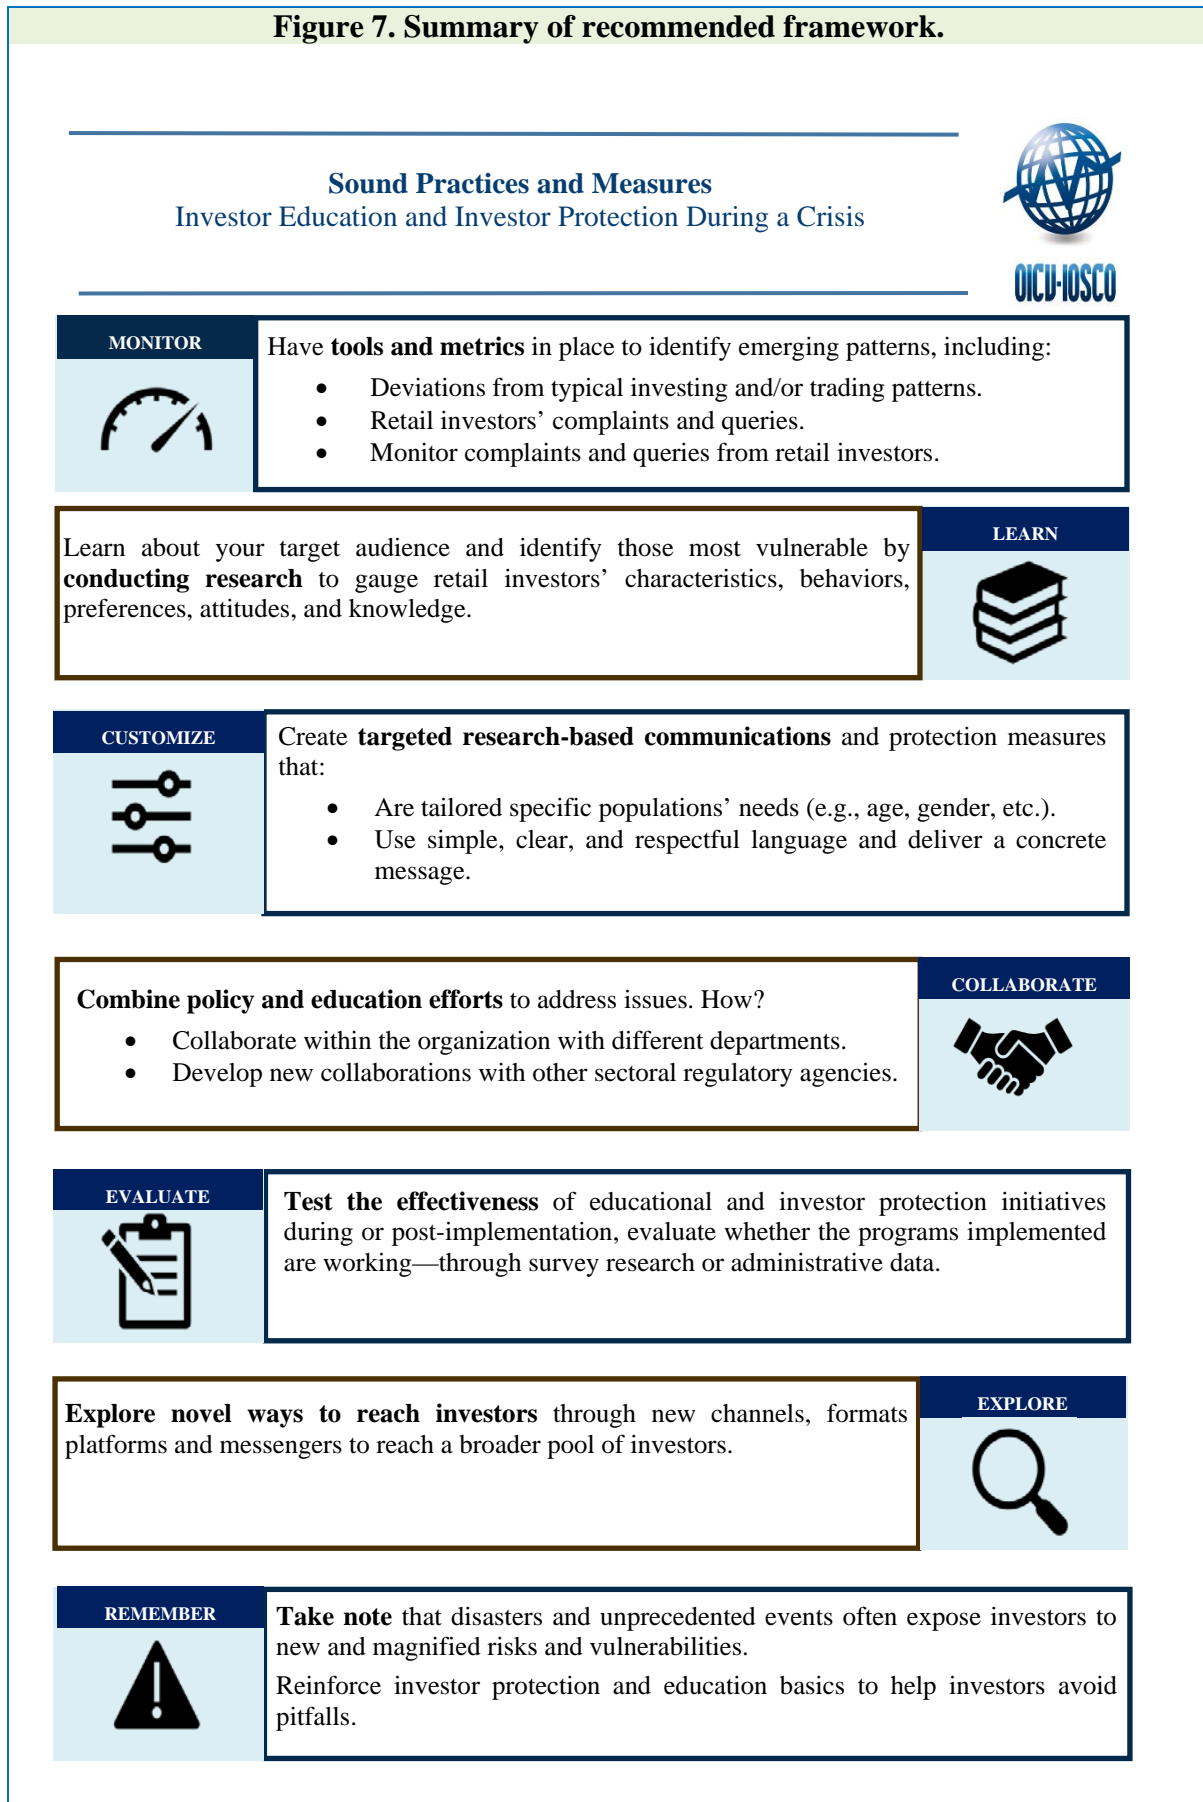 Figure 7. Summary of recommended framework.
Sound Practices and Measures
Investor Education and Investor Protection During a Crisis
OICU-IOSCO
MONITOR
Have tools and metrics in place to identify emerging patterns, including:
• Deviations from typical investing and/or trading patterns.
• Retail investors’ complaints and queries.
• Monitor complaints and queries from retail investors.
LEARN
Learn about your target audience and identify those most vulnerable by
conducting research to gauge retail investors’ characteristics, behaviors,
preferences, attitudes, and knowledge.
CUSTOMIZE
Create targeted research-based communications and protection measures
that:
• Are tailored specific populations’ needs (e.g., age, gender, etc.).
• Use simple, clear, and respectful language and deliver a concrete
message.
COLLABORATE
Combine policy and education efforts to address issues. How?
• Collaborate within the organization with different departments.
• Develop new collaborations with other sectoral regulatory agencies.
EVALUATE
Test the effectiveness of educational and investor protection initiatives
during or post-implementation, evaluate whether the programs implemented
are working—through survey research or administrative data.
EXPLORE
Explore novel ways to reach investors through new channels, formats
platforms and messengers to reach a broader pool of investors.
REMEMBER
Take note that disasters and unprecedented events often expose investors to
new and magnified risks and vulnerabilities.
Reinforce investor protection and education basics to help investors avoid
pitfalls.